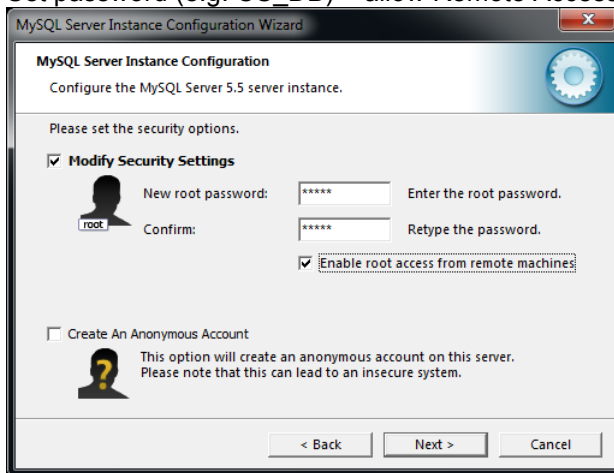 MySQL Server Instance Configuration Wizard
MySQL Server Instance Configuration
Configure the MySQL Server 5.5 server instance.
Please set the security options.
Modify Security Settings
New root password: ***** Enter the root password.
root
Confirm: ***** Retype the password.
Enable root access from remote machines
Create An Anonymous Account
This option will create an anonymous account on this server.
Please note that this can lead to an insecure system.
< Back Next > Cancel